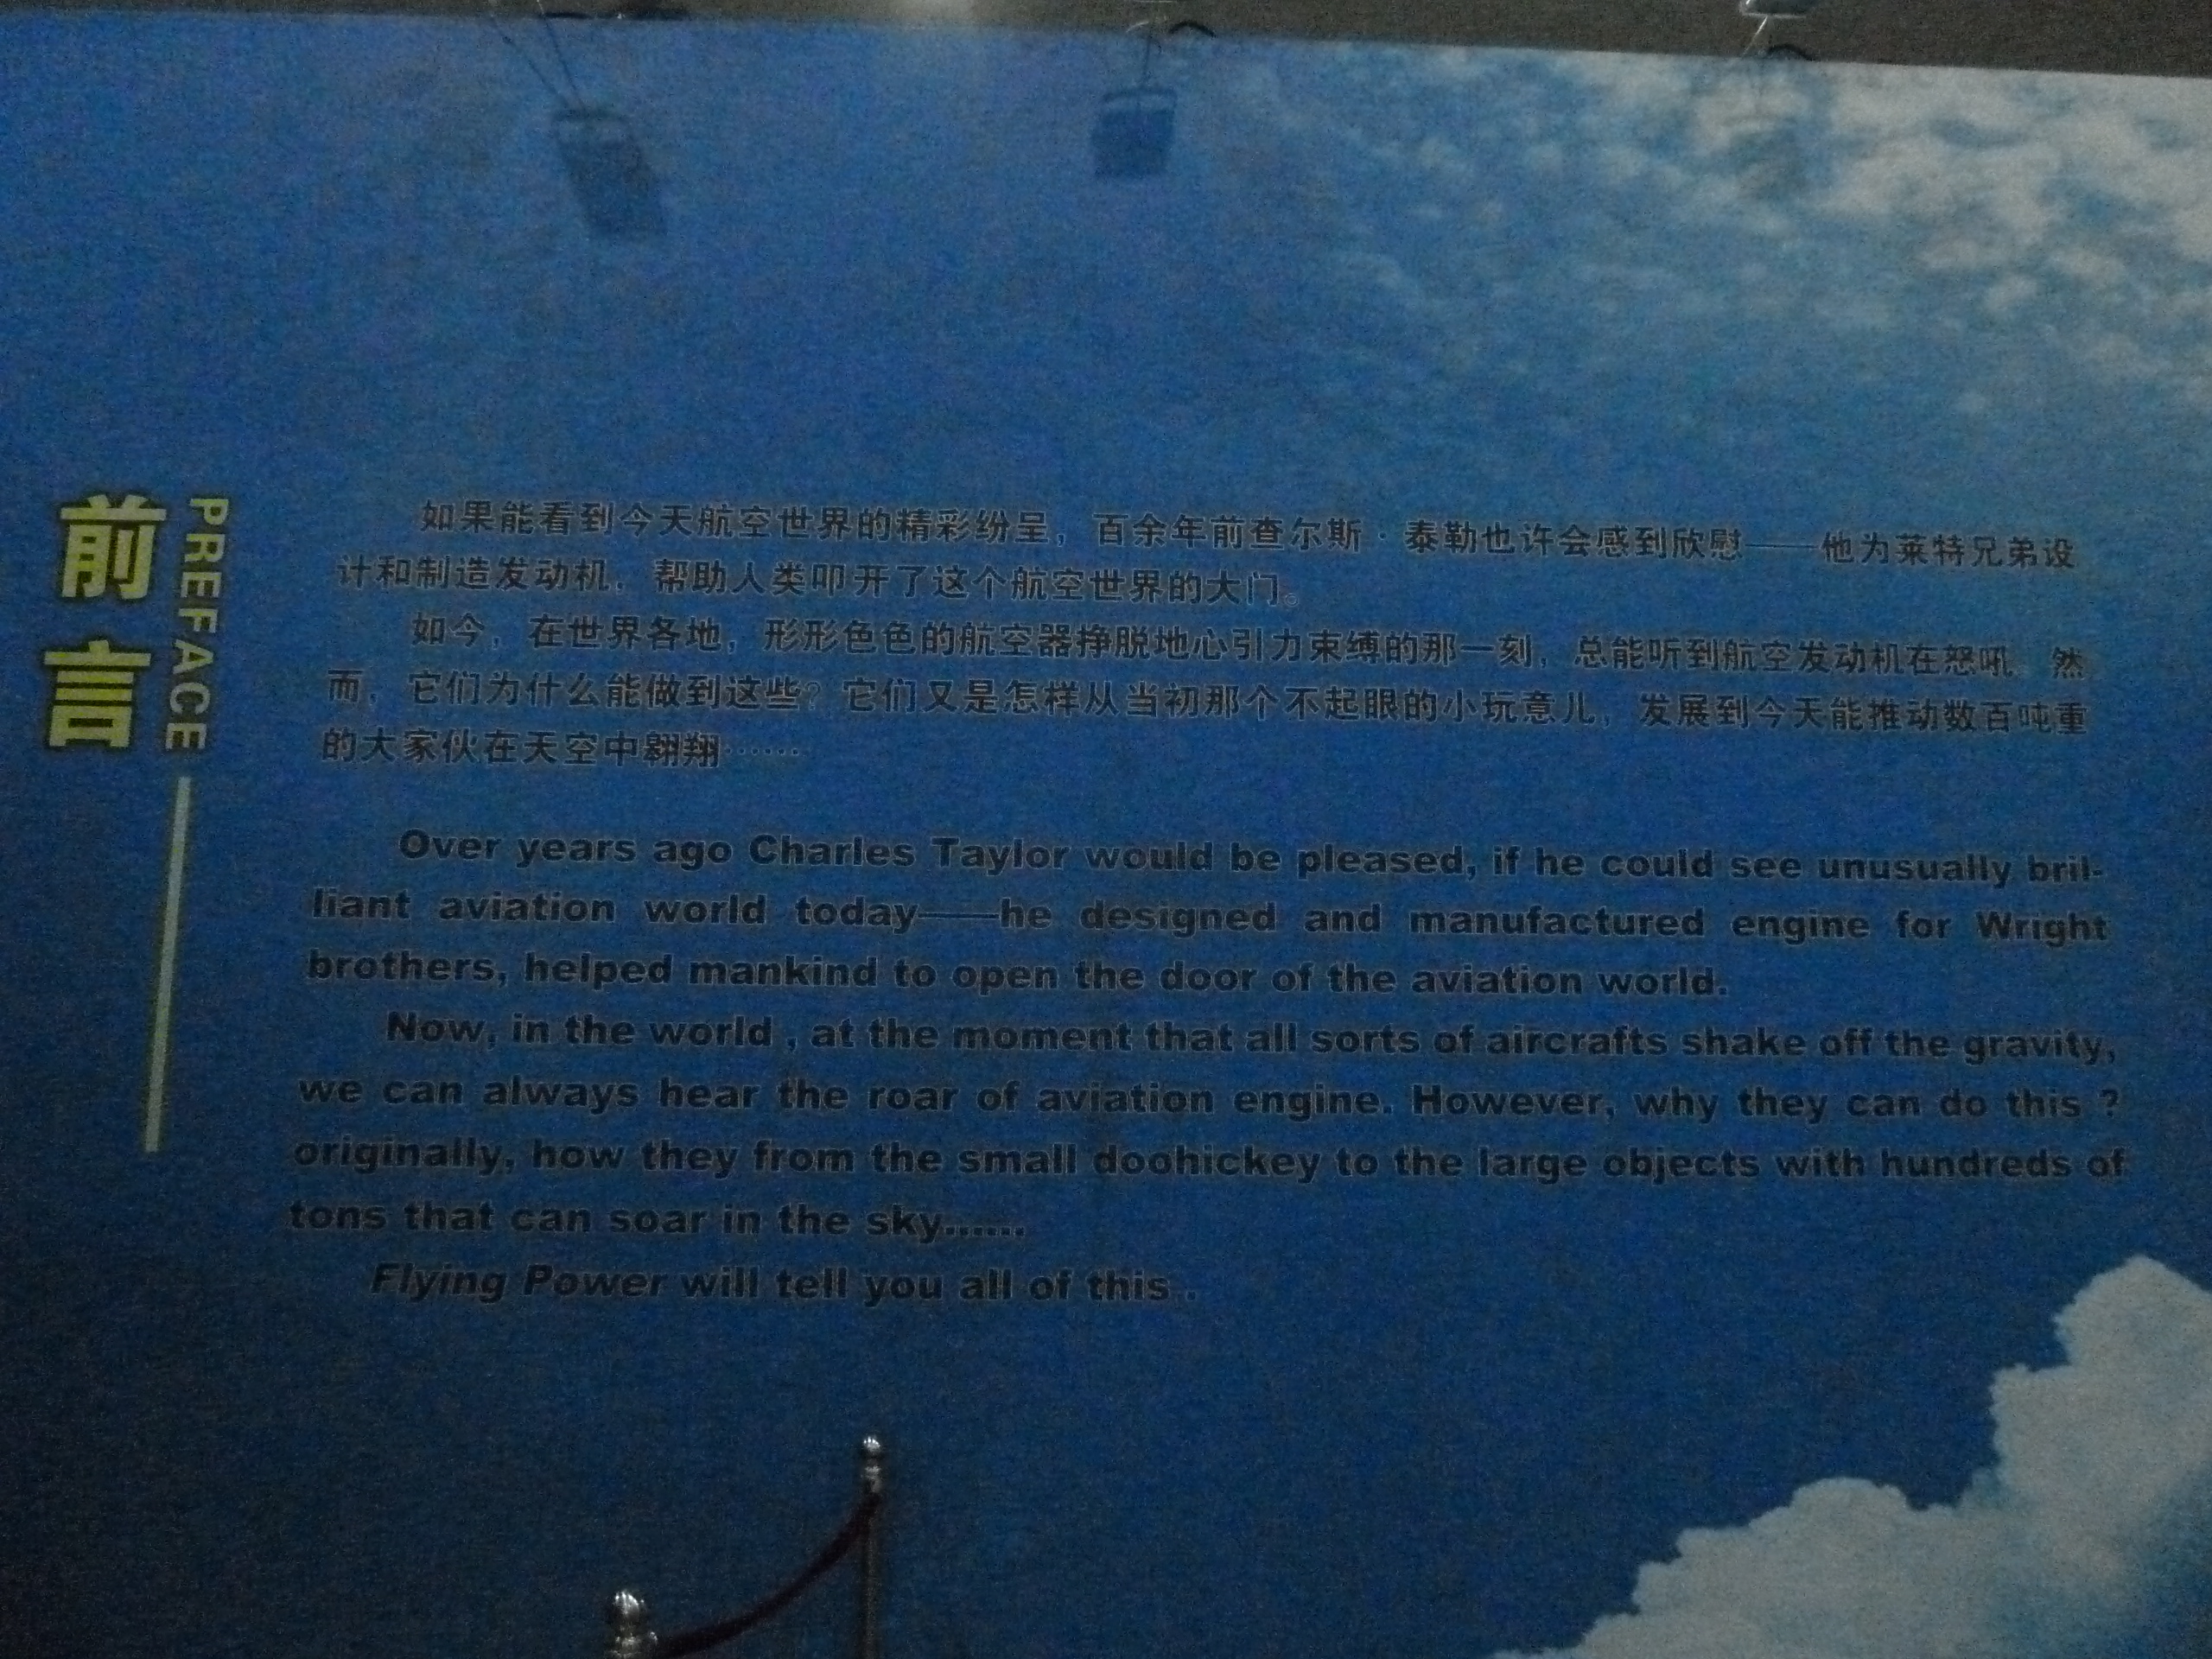 前言
PREFACE
如果能看到今天航空世界的精彩纷呈，百余年前查尔斯·泰勒也许会感到欣慰——他为莱特兄弟设
计和制造发动机，帮助人类叩开了这个航空世界的大门。
如今，在世界各地，形形色色的航空器挣脱地心引力束缚的那一刻，总能听到航空发动机在怒吼。然
而，它们为什么能做到这些？它们又是怎样从当初那个不起眼的小玩意儿，发展到今天能推动数百吨重
的大家伙在天空中翱翔……
Over years ago Charles Taylor would be pleased, if he could see unusually bril-
liant aviation world today——he designed and manufactured engine for Wright
brothers, helped mankind to open the door of the aviation world.
Now, in the world , at the moment that all sorts of aircrafts shake off the gravity,
we can always hear the roar of aviation engine. However, why they can do this ?
originally, how they from the small doohickey to the large objects with hundreds of
tons that can soar in the sky......
Flying Power will tell you all of this .